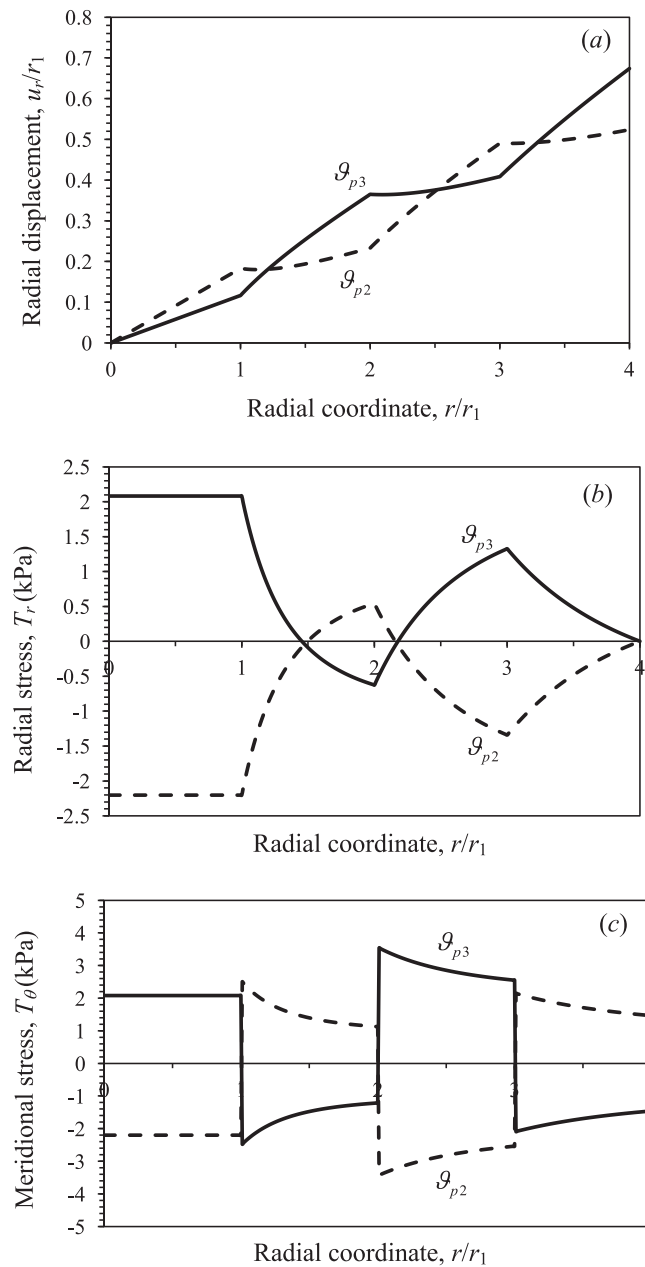 (a)
Radial displacement, u_r/r_1
0.8
0.7
0.6
0.5
0.4
0.3
0.2
0.1
0
ϑ_p3
ϑ_p2
0 1 2 3 4
Radial coordinate, r/r_1
(b)
Radial stress, T_r (kPa)
2.5
2
1.5
1
0.5
0
-0.5
-1
-1.5
-2
-2.5
ϑ_p3
0 1 2 3 4
ϑ_p2
Radial coordinate, r/r_1
(c)
Meridional stress, T_θ (kPa)
5
4
3
2
1
0
-1
-2
-3
-4
-5
ϑ_p3
0 1 2 3
ϑ_p2
Radial coordinate, r/r_1